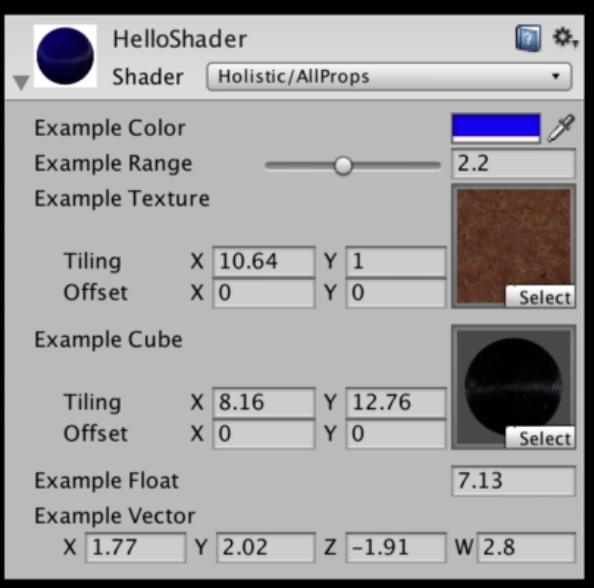 HelloShader
Shader Holistic/AllProps
Example Color
Example Range 2.2
Example Texture
Tiling X 10.64 Y 1
Offset X 0 Y 0
Select
Example Cube
Tiling X 8.16 Y 12.76
Offset X 0 Y 0
Select
Example Float 7.13
Example Vector
X 1.77 Y 2.02 Z -1.91 W 2.8